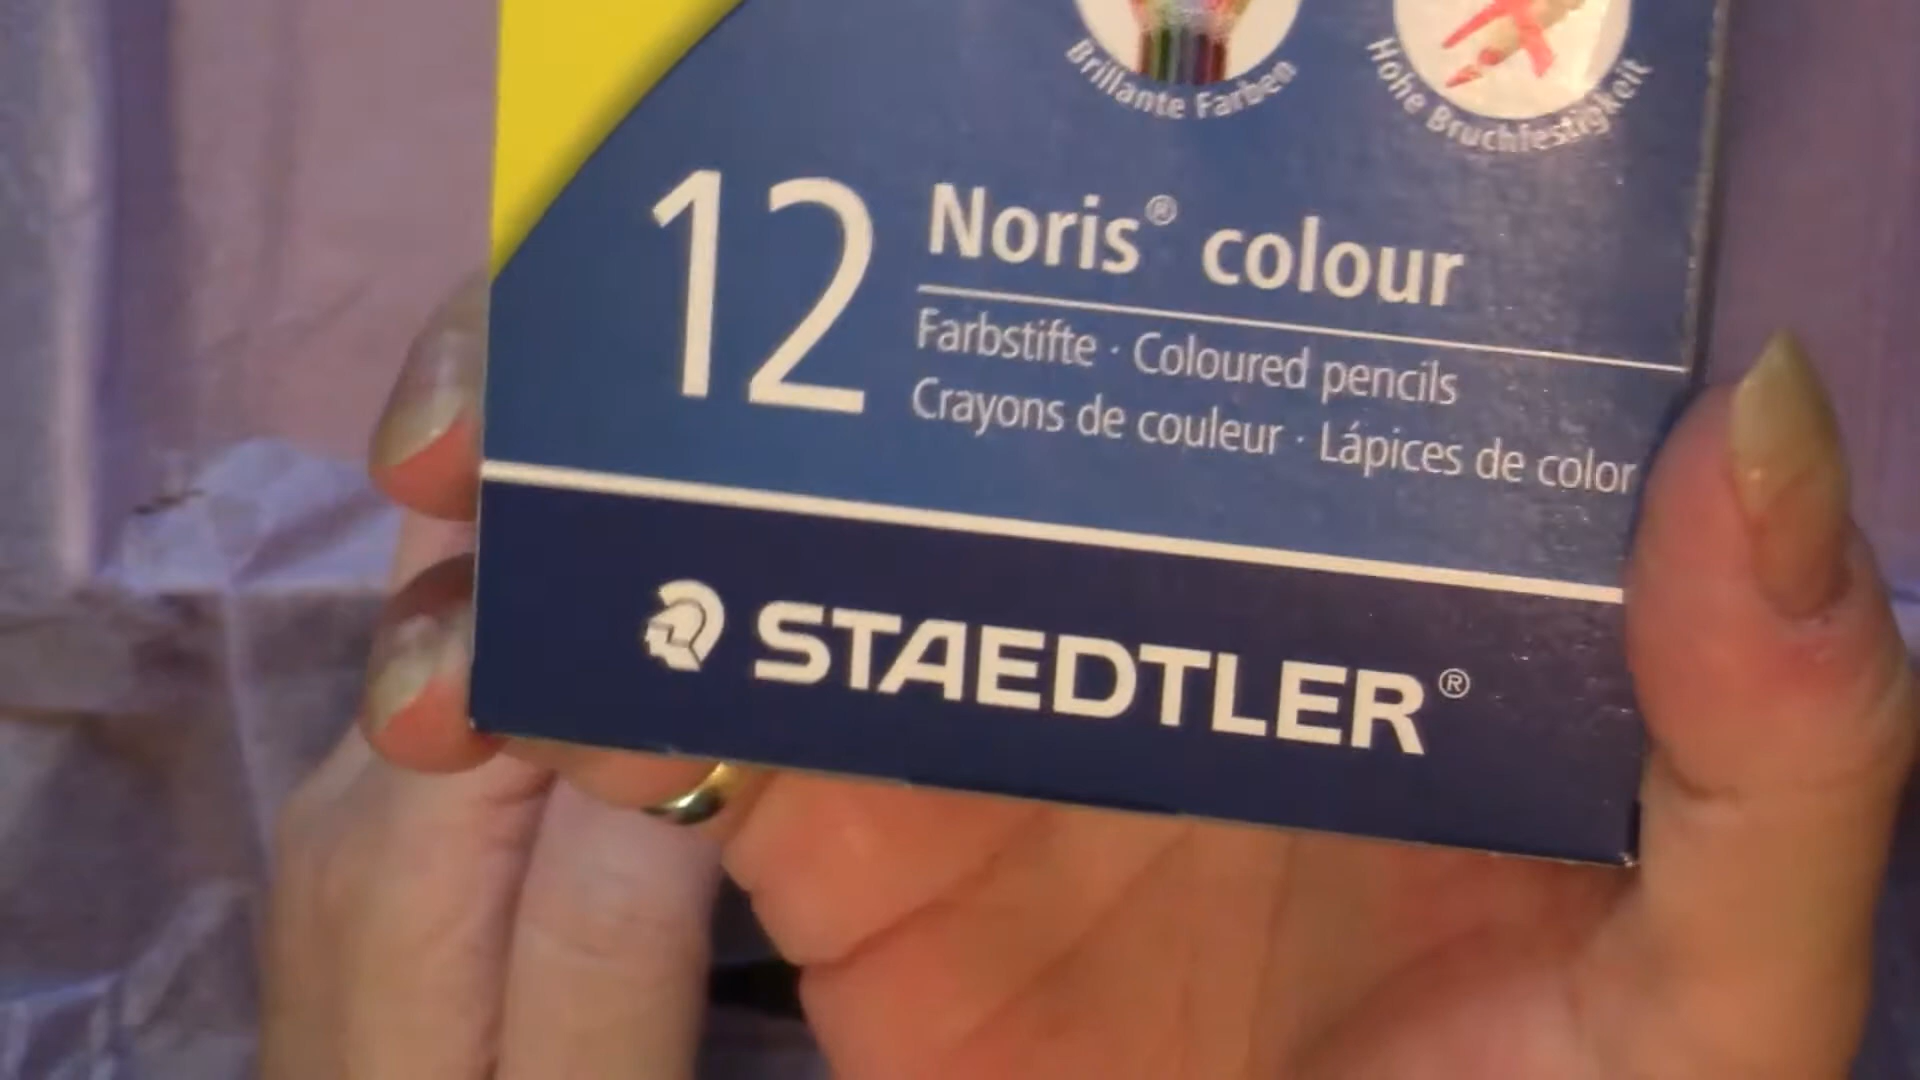 Brillante Farben
Hohe Bruchfestigkeit
12
Noris® colour
Farbstifte · Coloured pencils
Crayons de couleur · Lápices de color
STAEDTLER®